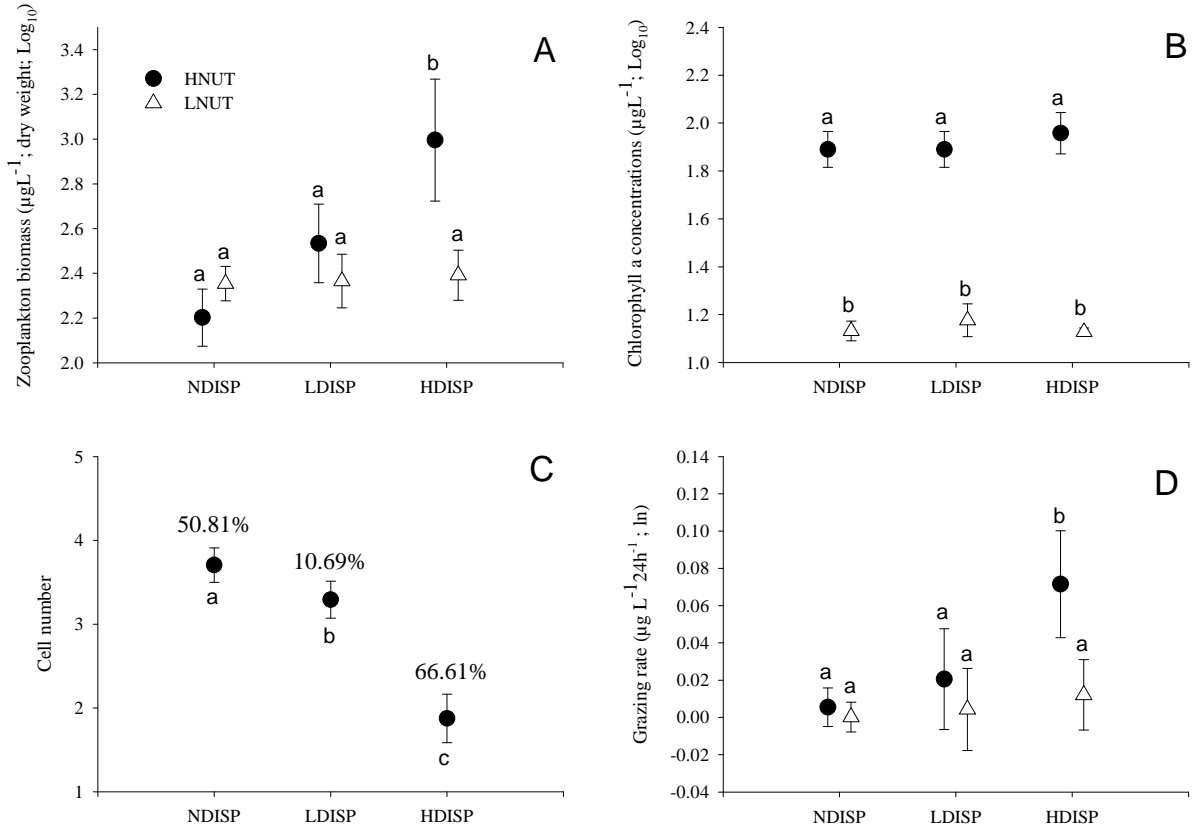 Zooplankton biomass (µgL⁻¹; dry weight; Log₁₀)
3.4
3.2
3.0
2.8
2.6
2.4
2.2
2.0
A
HNUT
LNUT
a
a
a
a
b
a
NDISP
LDISP
HDISP
Chlorophyll a concentrations (µgL⁻¹; Log₁₀)
2.4
2.2
2.0
1.8
1.6
1.4
1.2
1.0
B
a
a
a
b
b
b
NDISP
LDISP
HDISP
Cell number
5
4
3
2
1
C
50.81%
a
10.69%
b
66.61%
c
NDISP
LDISP
HDISP
Grazing rate (µg L⁻¹24h⁻¹; ln)
0.14
0.12
0.10
0.08
0.06
0.04
0.02
0.00
-0.02
-0.04
D
a
a
a
a
b
a
NDISP
LDISP
HDISP